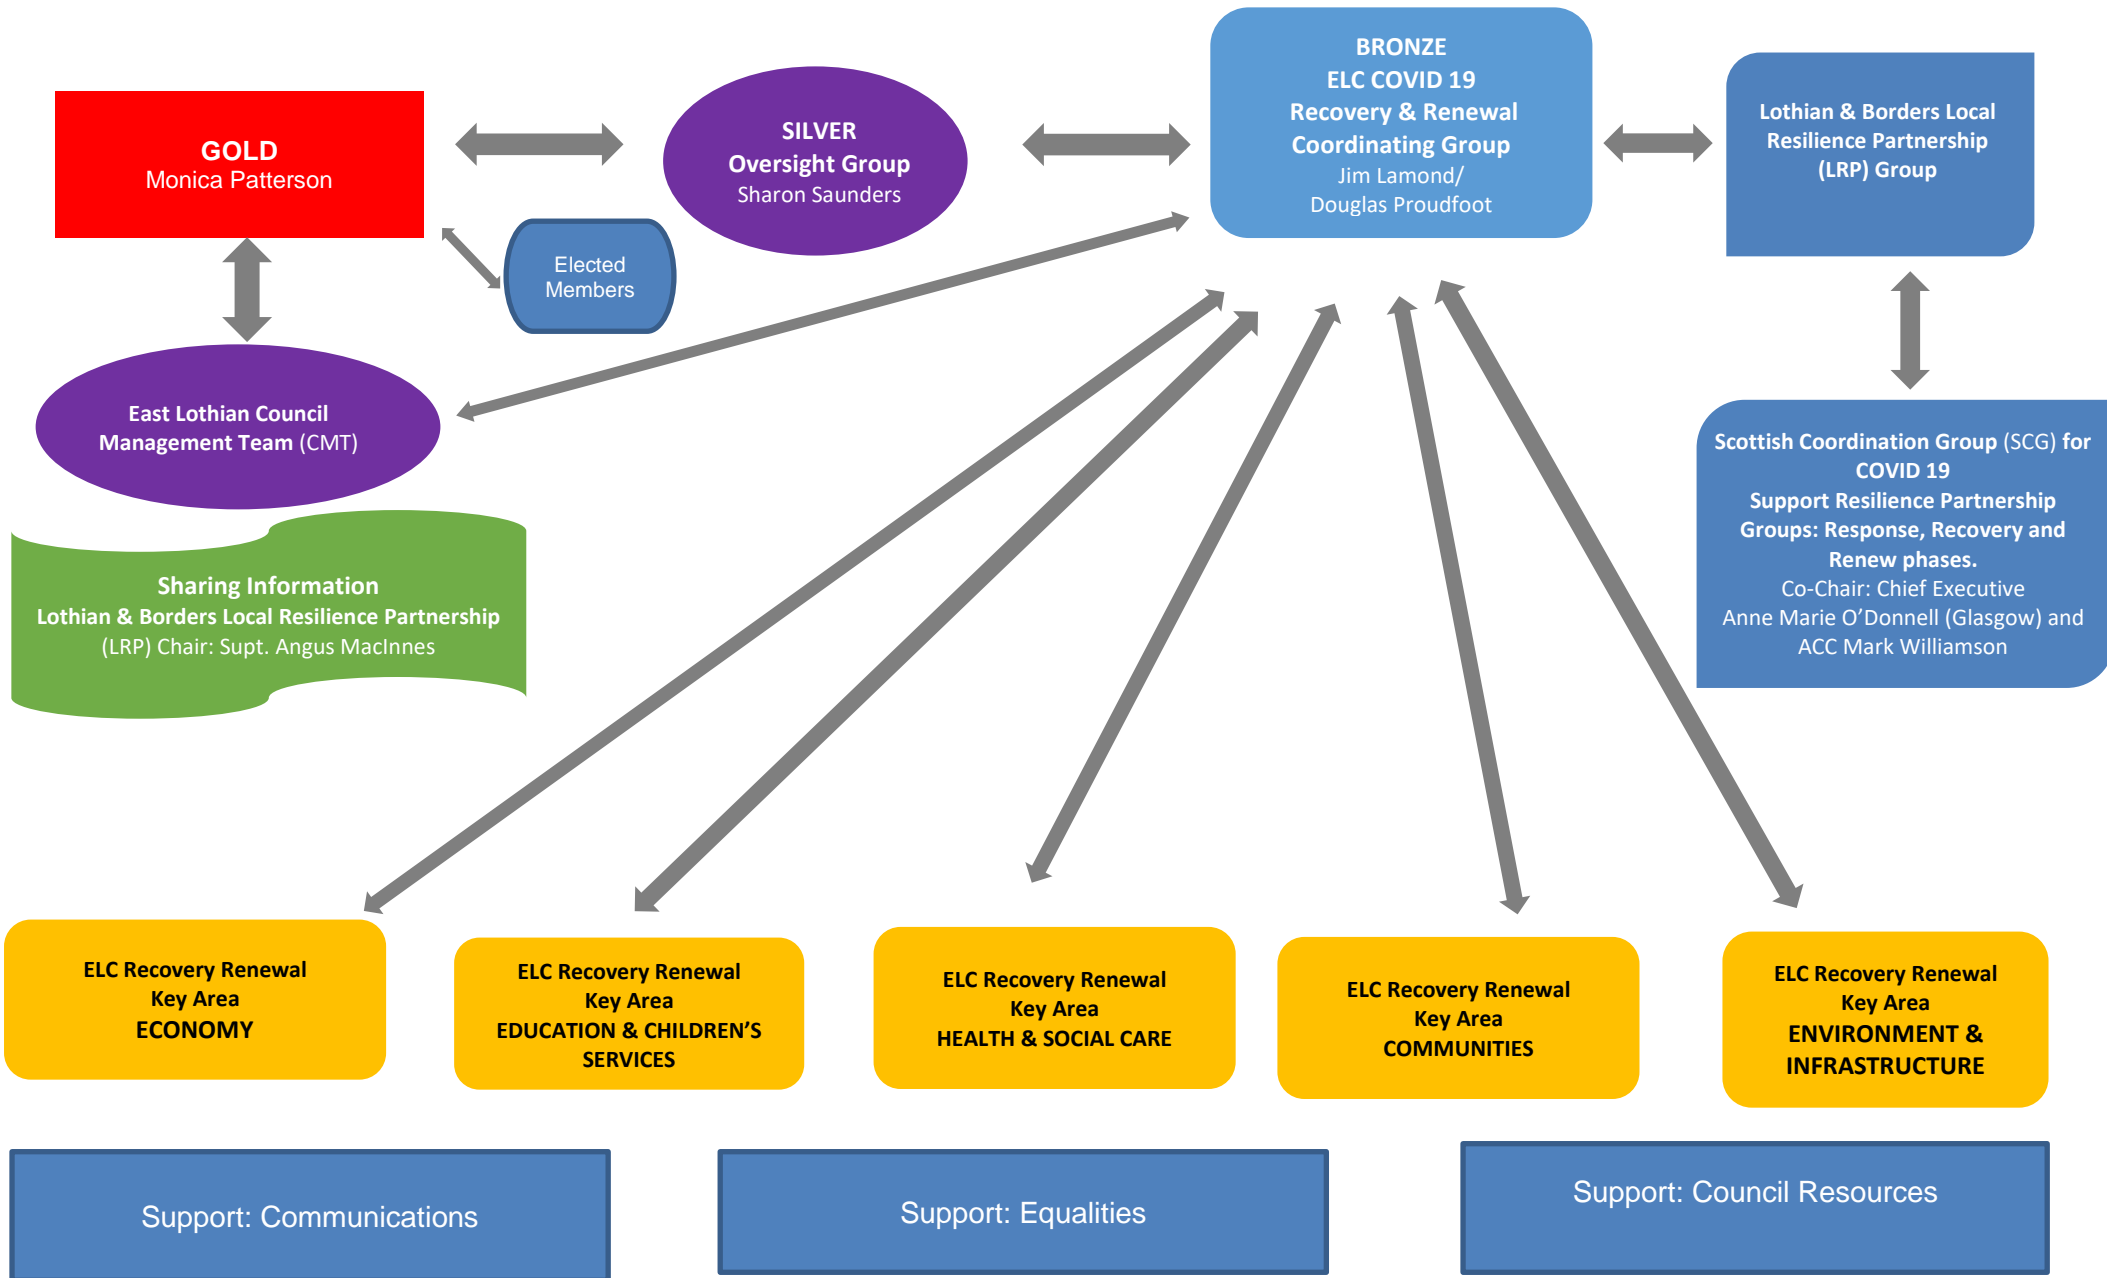 GOLD
Monica Patterson
SILVER
Oversight Group
Sharon Saunders
BRONZE
ELC COVID 19
Recovery & Renewal
Coordinating Group
Jim Lamond/
Douglas Proudfoot
Lothian & Borders Local
Resilience Partnership
(LRP) Group
Elected
Members
East Lothian Council
Management Team (CMT)
Sharing Information
Lothian & Borders Local Resilience Partnership
(LRP) Chair: Supt. Angus MacInnes
Scottish Coordination Group (SCG) for
COVID 19
Support Resilience Partnership
Groups: Response, Recovery and
Renew phases.
Co-Chair: Chief Executive
Anne Marie O’Donnell (Glasgow) and
ACC Mark Williamson
ELC Recovery Renewal
Key Area
ECONOMY
ELC Recovery Renewal
Key Area
EDUCATION & CHILDREN’S
SERVICES
ELC Recovery Renewal
Key Area
HEALTH & SOCIAL CARE
ELC Recovery Renewal
Key Area
COMMUNITIES
ELC Recovery Renewal
Key Area
ENVIRONMENT &
INFRASTRUCTURE
Support: Communications
Support: Equalities
Support: Council Resources